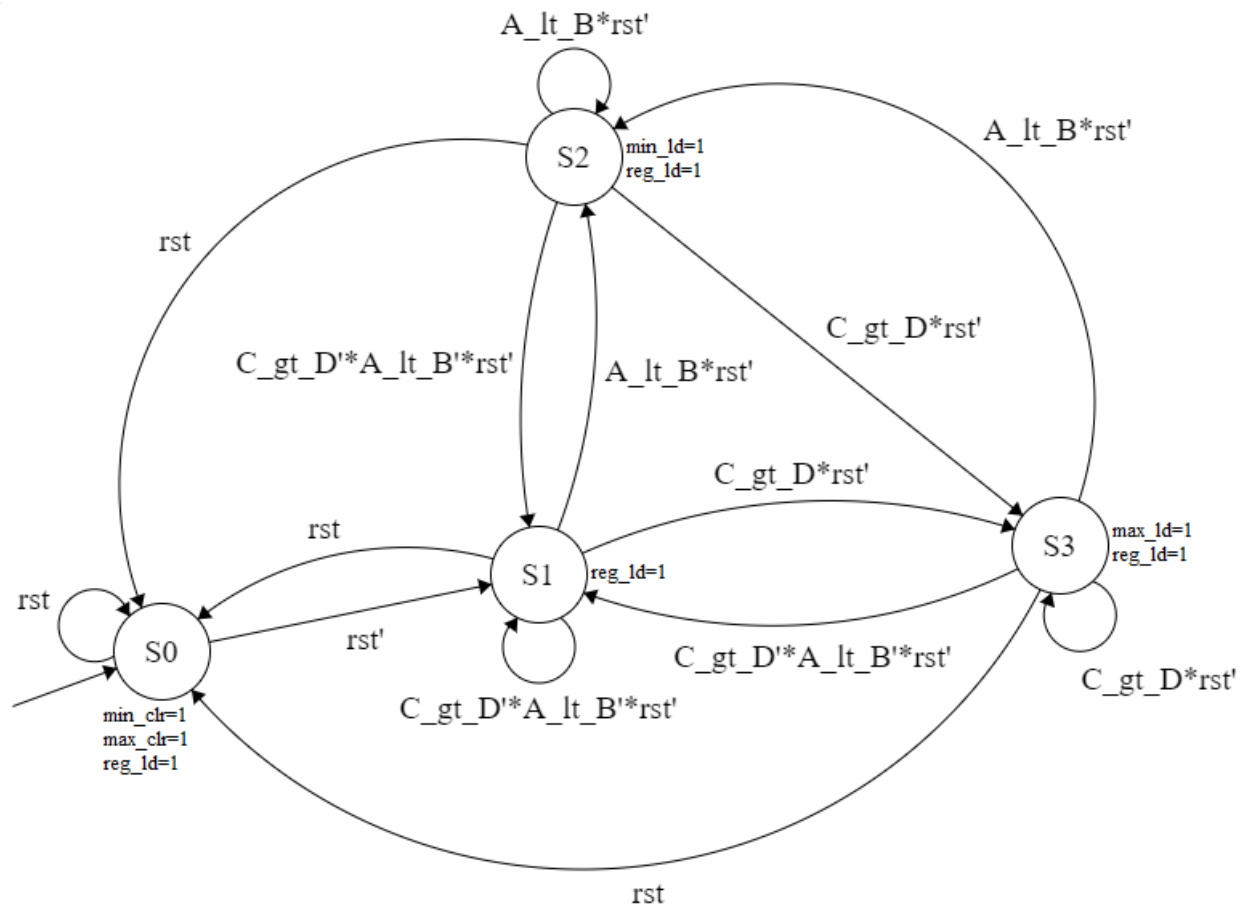 A_lt_B*rst'
S2
min_ld=1
reg_ld=1
A_lt_B*rst'
rst
C_gt_D*rst'
C_gt_D'*A_lt_B'*rst'
A_lt_B*rst'
C_gt_D*rst'
rst
S1
reg_ld=1
S3
max_ld=1
reg_ld=1
rst
S0
rst'
C_gt_D'*A_lt_B'*rst'
C_gt_D'*A_lt_B'*rst'
C_gt_D*rst'
min_clr=1
max_clr=1
reg_ld=1
rst